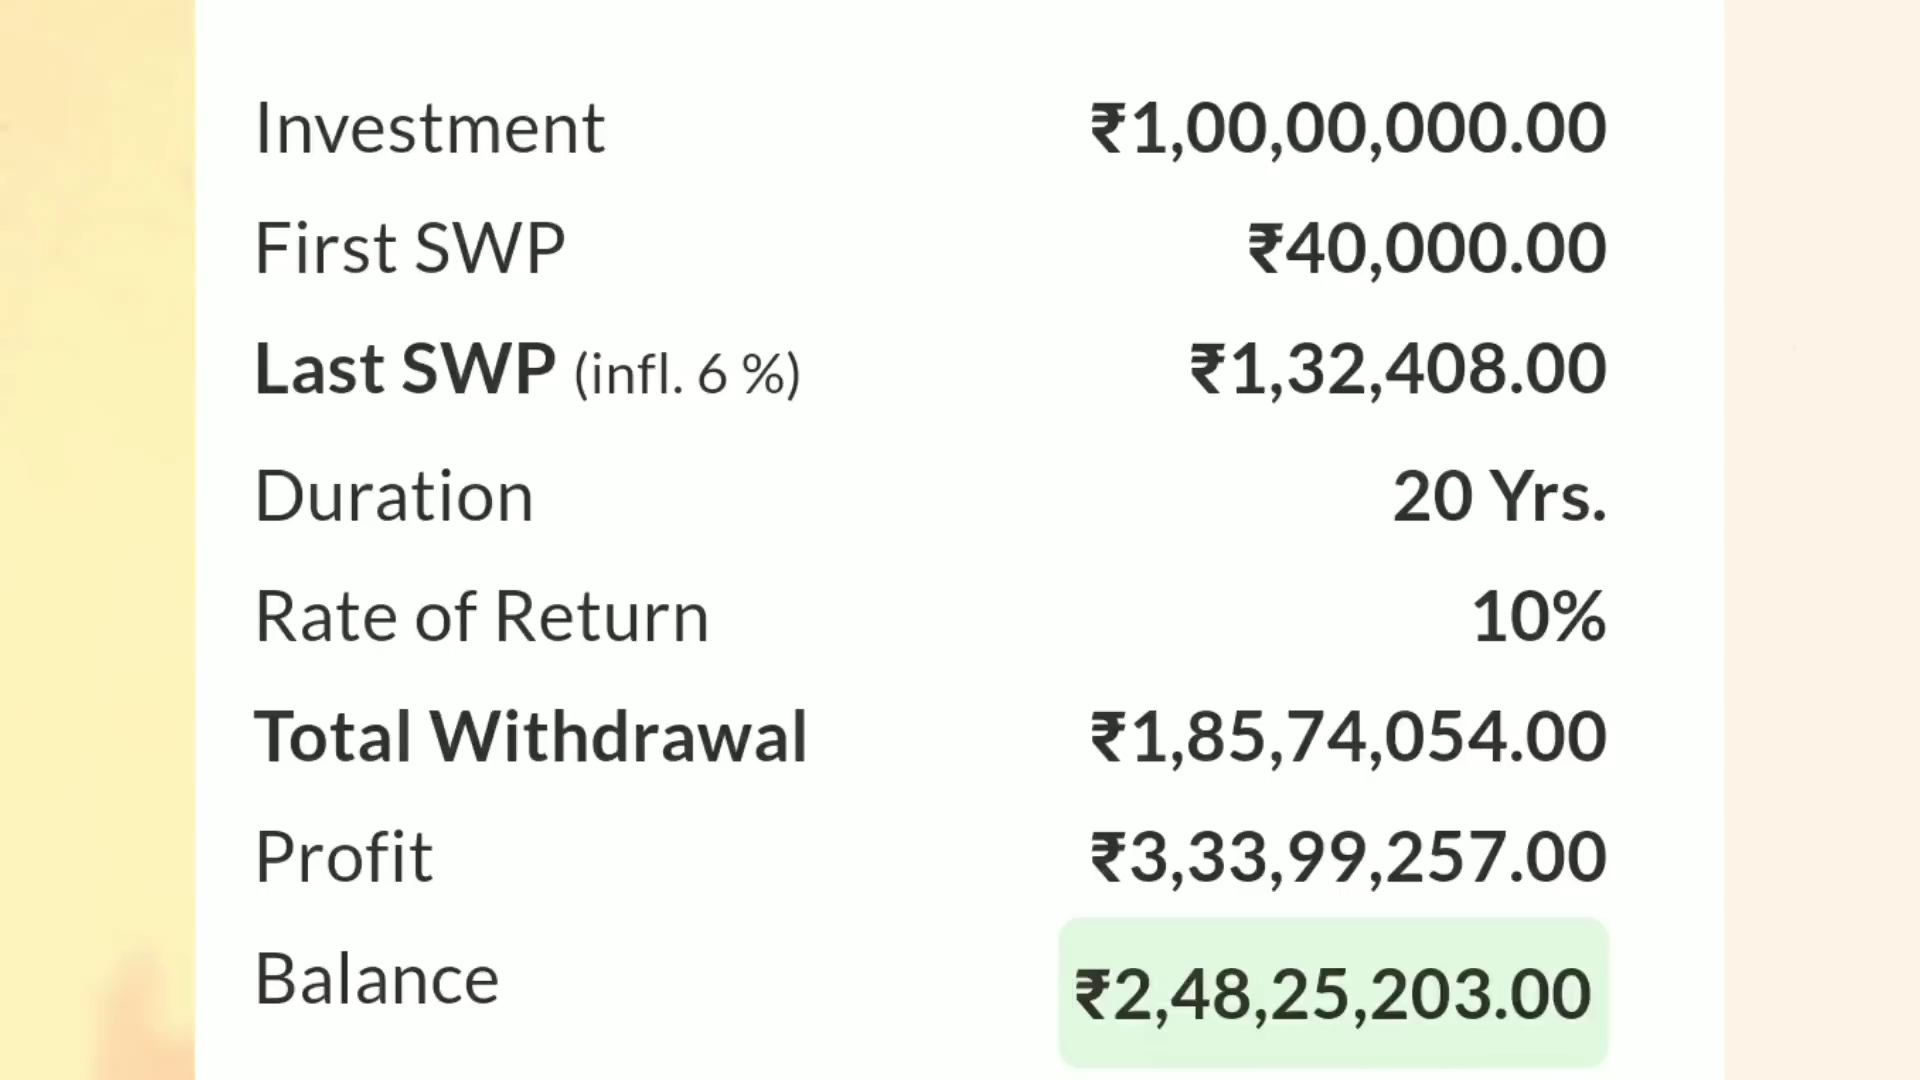 Investment ₹1,00,00,000.00
First SWP ₹40,000.00
Last SWP (infl. 6 %) ₹1,32,408.00
Duration 20 Yrs.
Rate of Return 10%
Total Withdrawal ₹1,85,74,054.00
Profit ₹3,33,99,257.00
Balance ₹2,48,25,203.00